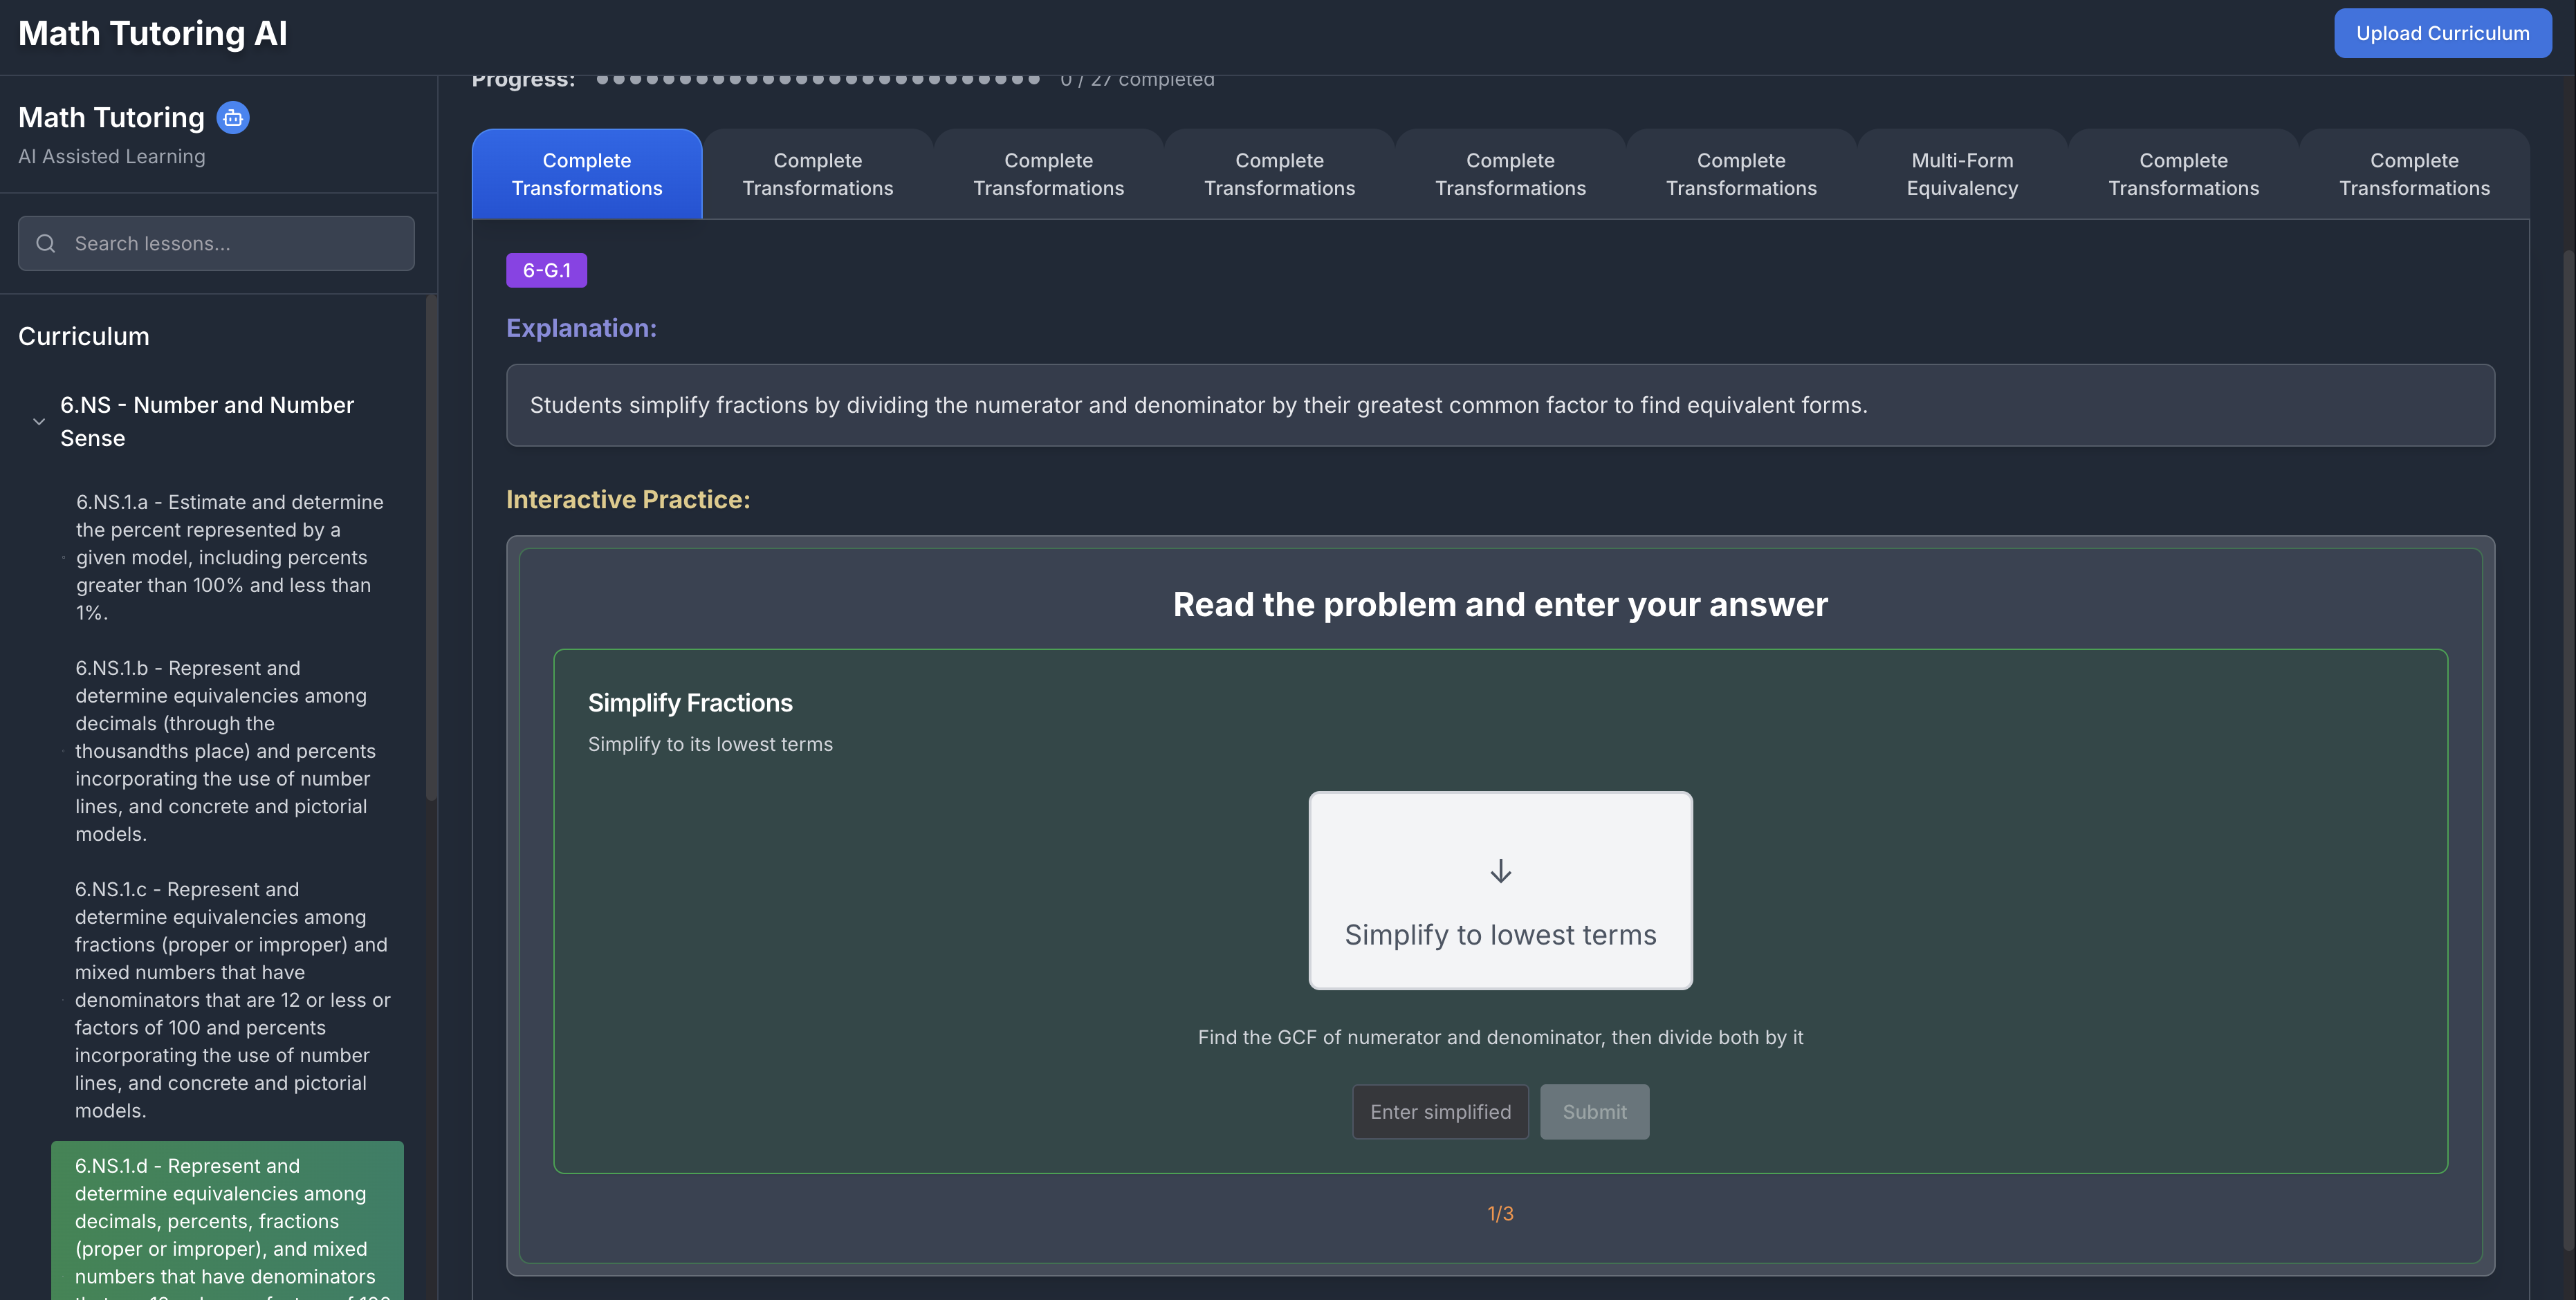 Math Tutoring AI
Upload Curriculum
Math Tutoring
AI Assisted Learning
Search lessons...
Curriculum
6.NS - Number and Number
Sense
6.NS.1.a - Estimate and determine
the percent represented by a
given model, including percents
greater than 100% and less than
1%.
6.NS.1.b - Represent and
determine equivalencies among
decimals (through the
thousandths place) and percents
incorporating the use of number
lines, and concrete and pictorial
models.
6.NS.1.c - Represent and
determine equivalencies among
fractions (proper or improper) and
mixed numbers that have
denominators that are 12 or less or
factors of 100 and percents
incorporating the use of number
lines, and concrete and pictorial
models.
6.NS.1.d - Represent and
determine equivalencies among
decimals, percents, fractions
(proper or improper), and mixed
numbers that have denominators
Progress: 0 / 27 completed
Complete
Transformations
Complete
Transformations
Complete
Transformations
Complete
Transformations
Complete
Transformations
Complete
Transformations
Multi-Form
Equivalency
Complete
Transformations
Complete
Transformations
6-G.1
Explanation:
Students simplify fractions by dividing the numerator and denominator by their greatest common factor to find equivalent forms.
Interactive Practice:
Read the problem and enter your answer
Simplify Fractions
Simplify to its lowest terms
↓
Simplify to lowest terms
Find the GCF of numerator and denominator, then divide both by it
Enter simplified
Submit
1/3